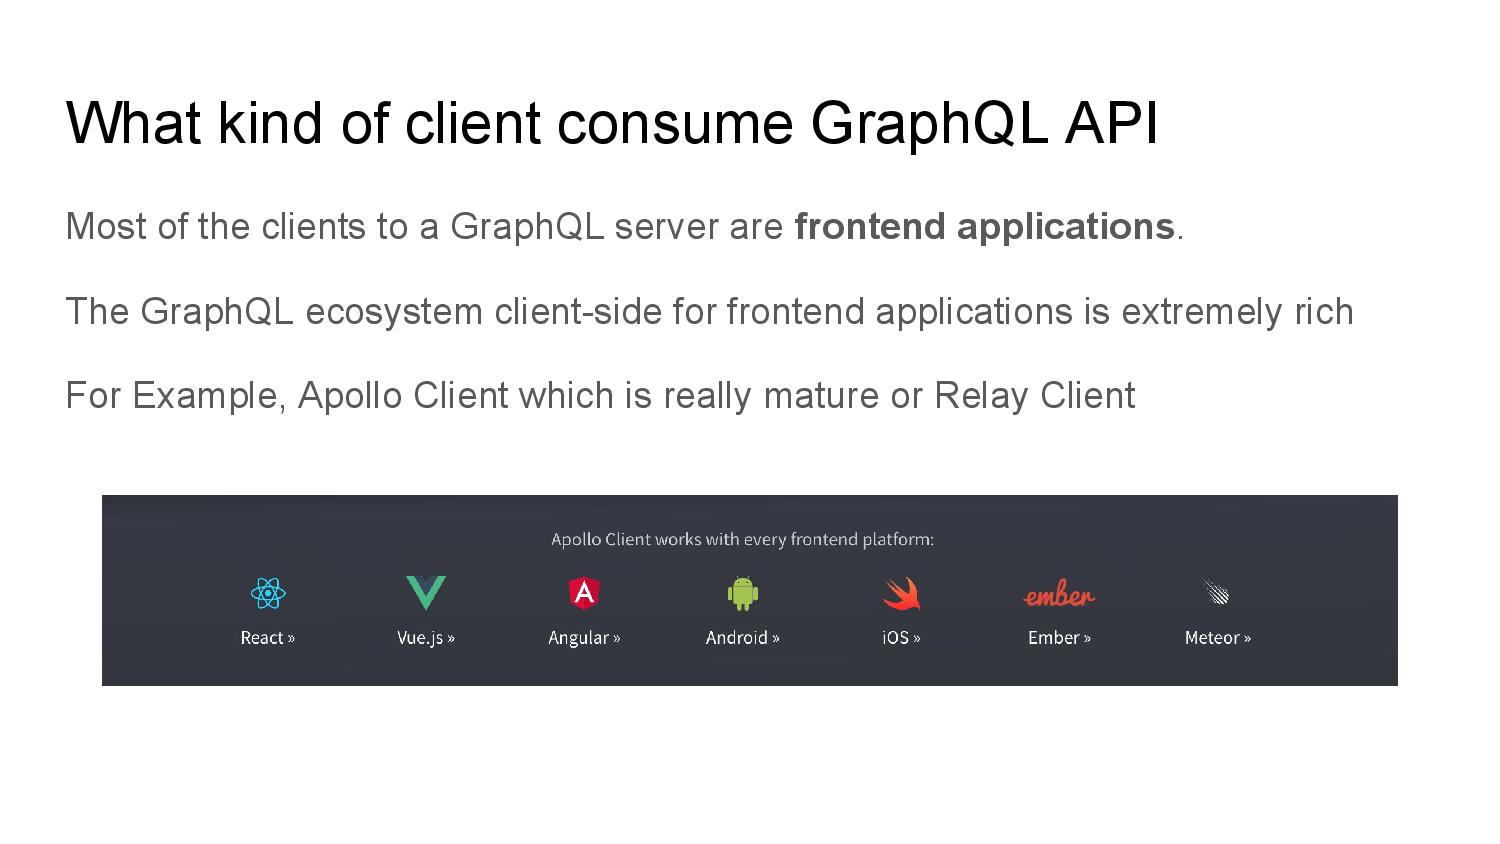 What kind of client consume GraphQL API
Most of the clients to a GraphQL server are frontend applications.
The GraphQL ecosystem client-side for frontend applications is extremely rich
For Example, Apollo Client which is really mature or Relay Client
Apollo Client works with every frontend platform:
A
ember
React » Vue.js » Angular » Android » iOS » Ember » Meteor »